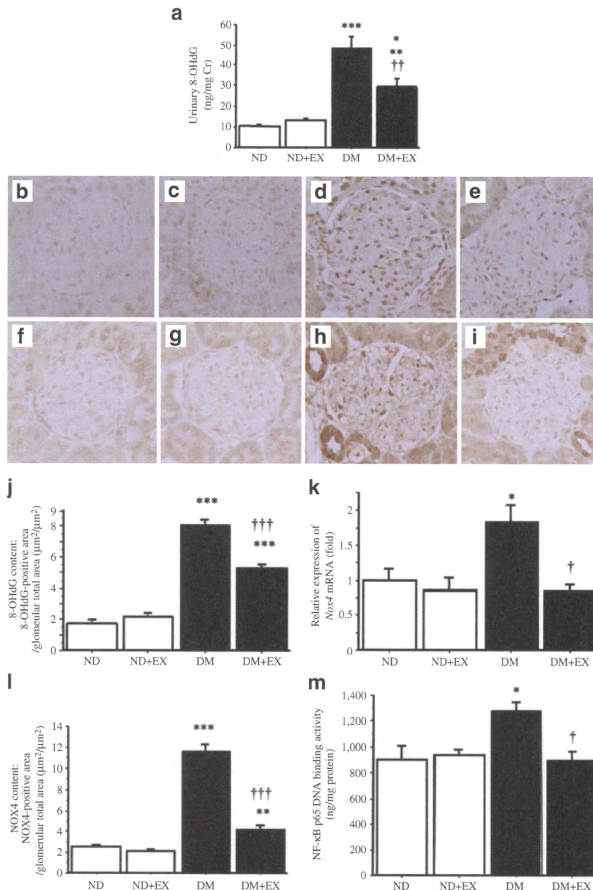 a
Urinary 8-OHdG
(ng/mg Cr)
60
50
40
30
20
10
0
***
*
**
††
ND
ND+EX
DM
DM+EX
b
c
d
e
f
g
h
i
j
8-OHdG content:
8-OHdG-positive area
/glomeular total area (μm²/μm²)
9
8
6
4
2
0
***
†††
***
ND
ND+EX
DM
DM+EX
k
Relative expression of
Nox4 mRNA (fold)
2
1.5
1
0.5
0
*
†
ND
ND+EX
DM
DM+EX
l
NOX4 content:
NOX4-positive area
/glomerular total area (μm²/μm²)
14
12
10
8
6
4
2
0
***
†††
**
ND
ND+EX
DM
DM+EX
m
NF-κB p65 DNA binding activity
(ng/mg protein)
1,400
1,200
1,000
800
600
400
200
0
*
†
ND
ND+EX
DM
DM+EX